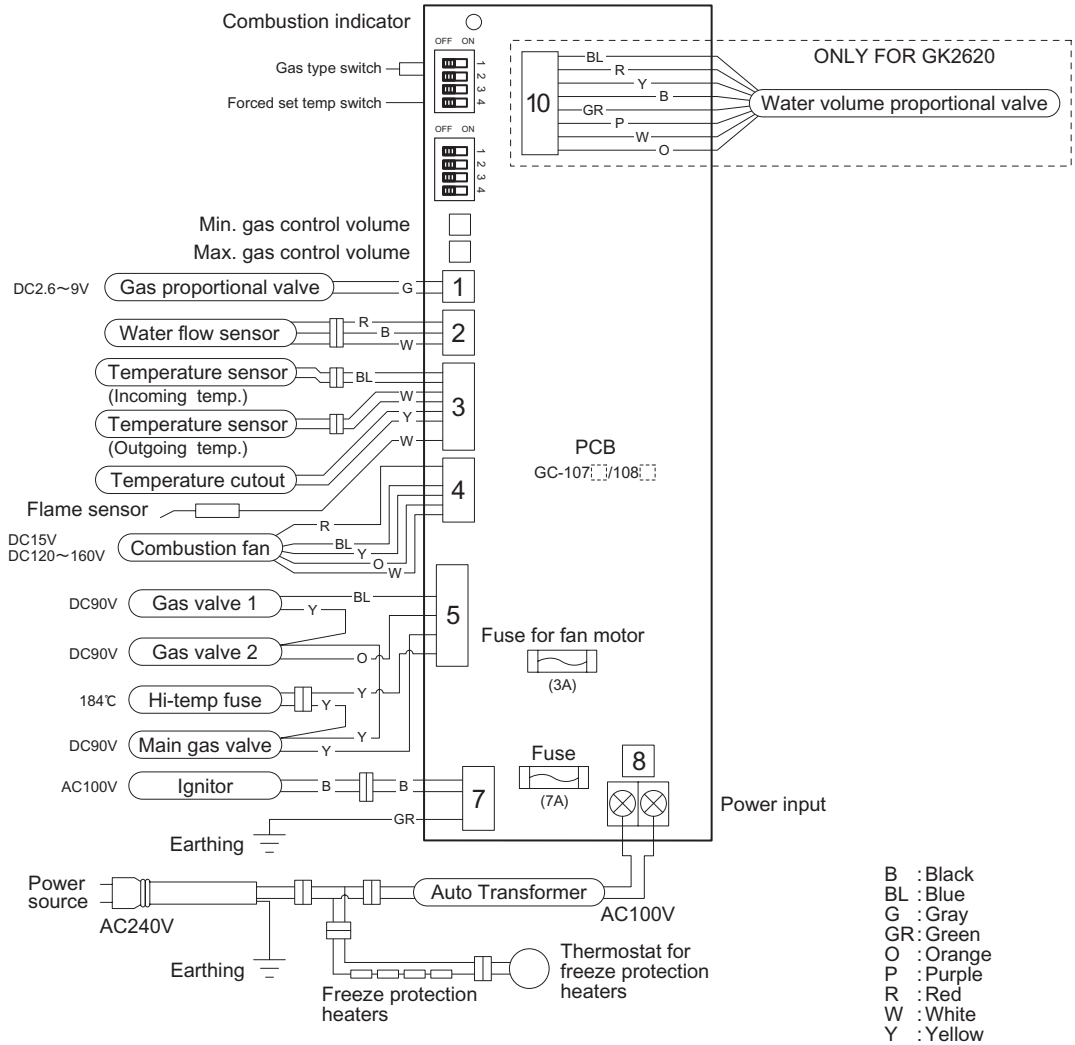 Combustion indicator
OFF ON
1
2
3
4
Gas type switch
Forced set temp switch
OFF ON
1
2
3
4
ONLY FOR GK2620
10
BL
R
Y
B
GR
P
W
O
Water volume proportional valve
Min. gas control volume
Max. gas control volume
DC2.6～9V Gas proportional valve G 1
Water flow sensor R B W 2
Temperature sensor BL
(Incoming temp.)
Temperature sensor W Y W 3
(Outgoing temp.)
Temperature cutout
Flame sensor
PCB
GC-107 /108
4
DC15V
DC120～160V
Combustion fan
R
BL
Y
O
W
DC90V Gas valve 1 BL
Y
5
DC90V Gas valve 2 O
184℃ Hi-temp fuse Y
Y
DC90V Main gas valve Y
Y
Fuse for fan motor
(3A)
AC100V Ignitor B B 7
GR
Earthing
Fuse
(7A)
8
Power input
Power
source
AC240V
Auto Transformer
AC100V
Earthing
Freeze protection
heaters
Thermostat for
freeze protection
heaters
B :Black
BL :Blue
G :Gray
GR:Green
O :Orange
P :Purple
R :Red
W :White
Y :Yellow